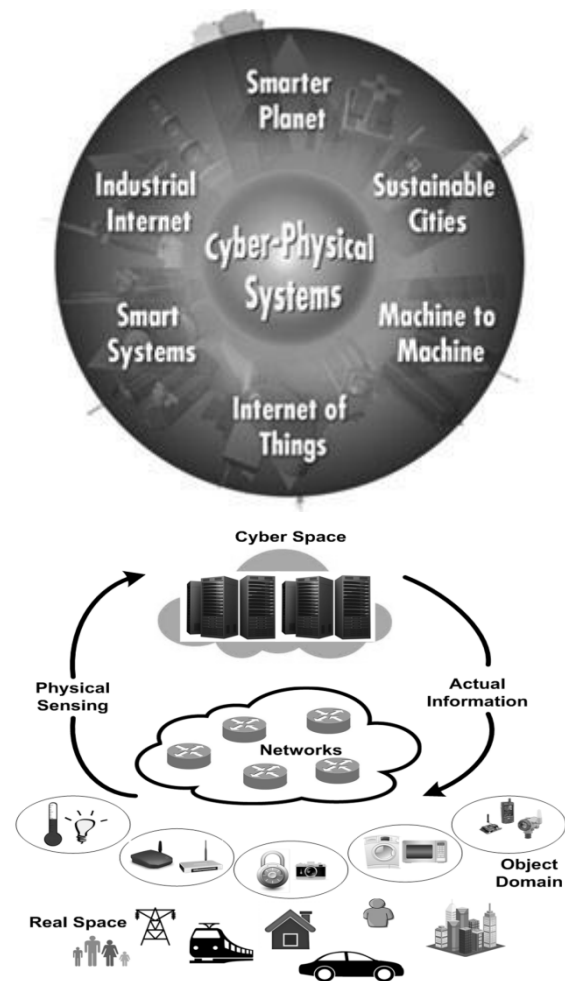 Smarter
Planet
Industrial
Internet
Sustainable
Cities
Cyber-Physical
Systems
Smart
Systems
Machine to
Machine
Internet of
Things
Cyber Space
Physical
Sensing
Actual
Information
Networks
Object
Domain
Real Space